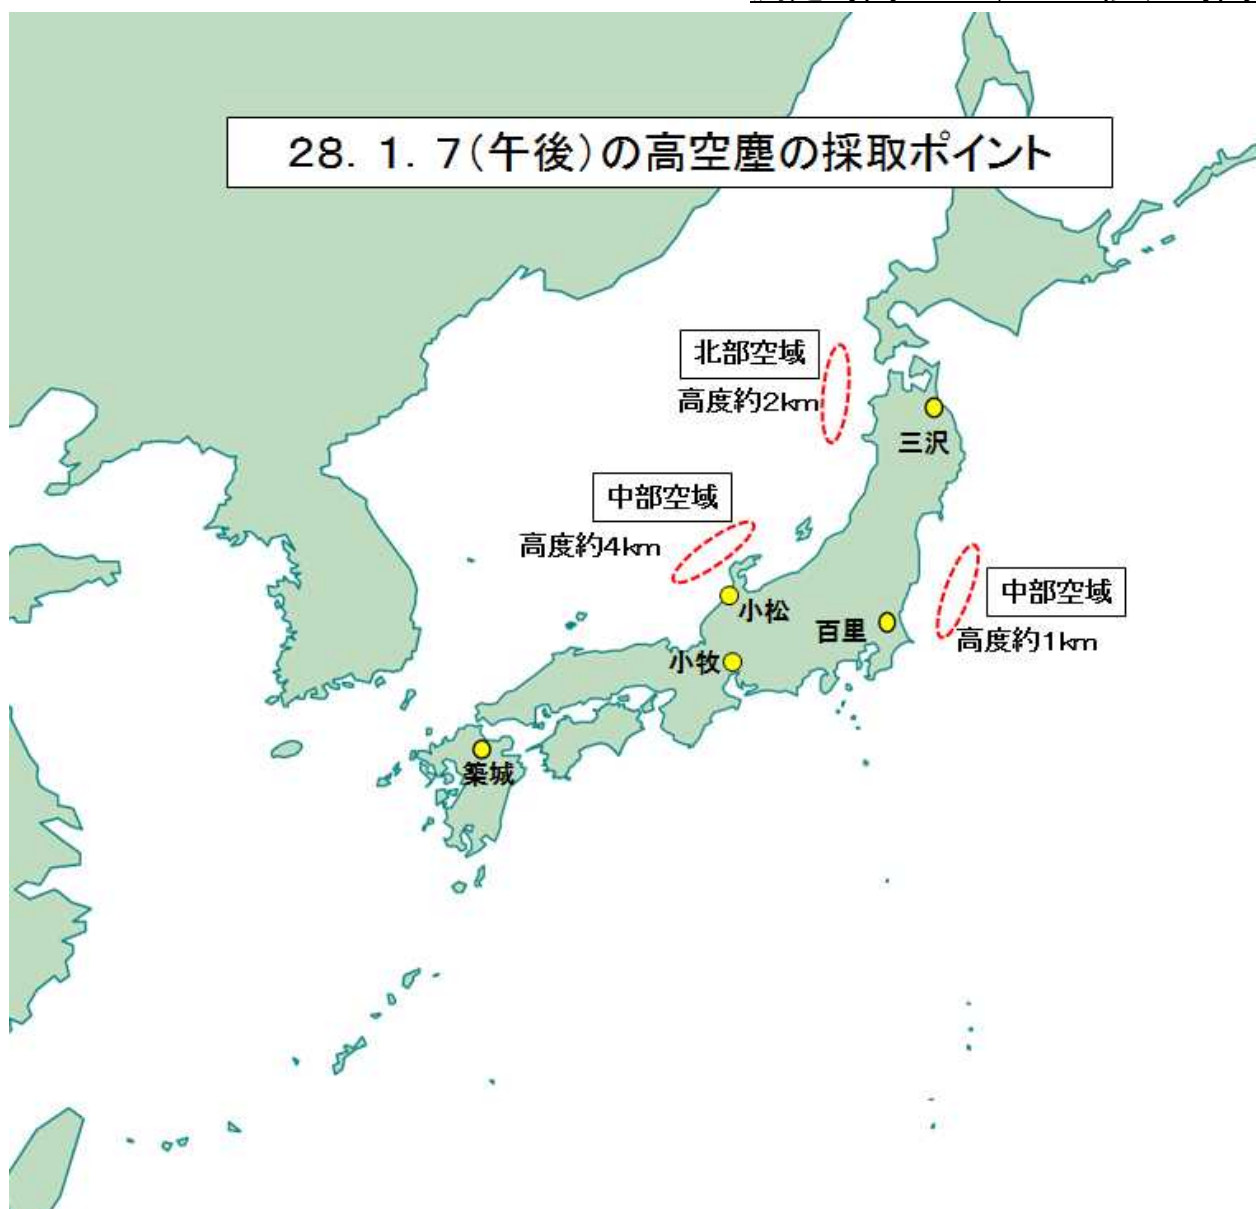 28．1．7（午後）の高空塵の採取ポイント
北部空域
高度約2km
三沢
中部空域
高度約4km
中部空域
高度約1km
小松
百里
小牧
築城